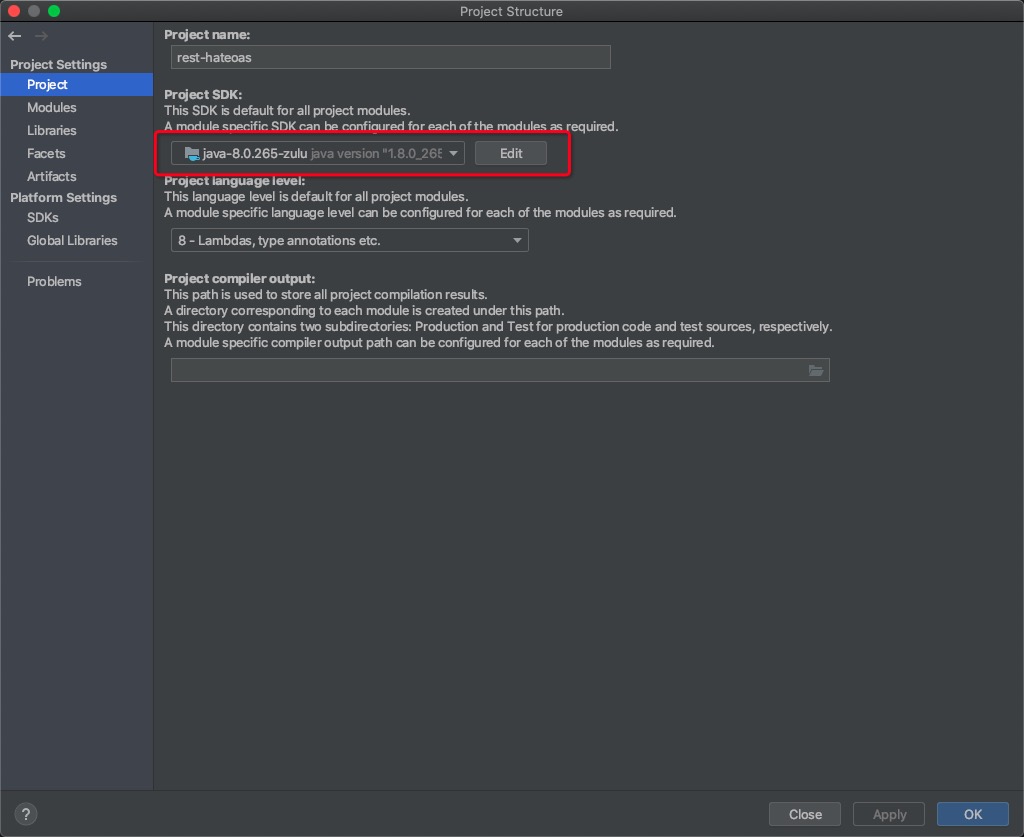 Project Structure
Project Settings
Project
Modules
Libraries
Facets
Artifacts
Platform Settings
SDKs
Global Libraries
Problems
Project name:
rest-hateoas
Project SDK:
This SDK is default for all project modules.
A module specific SDK can be configured for each of the modules as required.
java-8.0.265-zulu java version "1.8.0_265
Edit
Project language level:
This language level is default for all project modules.
A module specific language level can be configured for each of the modules as required.
8 - Lambdas, type annotations etc.
Project compiler output:
This path is used to store all project compilation results.
A directory corresponding to each module is created under this path.
This directory contains two subdirectories: Production and Test for production code and test sources, respectively.
A module specific compiler output path can be configured for each of the modules as required.
?
Close
Apply
OK